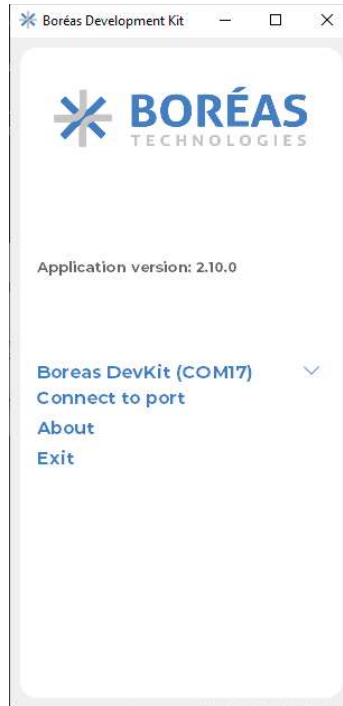 Boréas Development Kit
BORÉAS
TECHNOLOGIES
Application version: 2.10.0
Boreas DevKit (COM17)
Connect to port
About
Exit